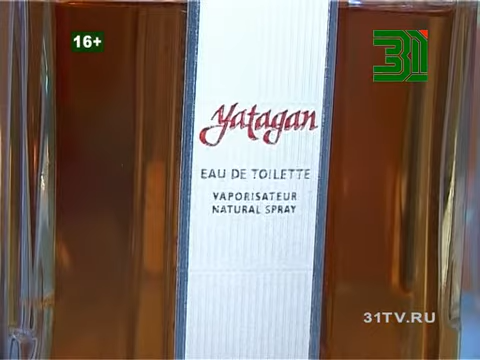 16+
31
Yatagan
EAU DE TOILETTE
VAPORISATEUR
NATURAL SPRAY
31TV.RU